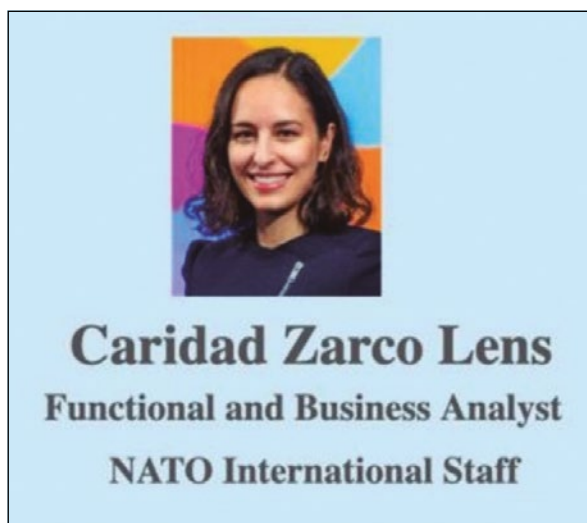 Caridad Zarco Lens
Functional and Business Analyst
NATO International Staff